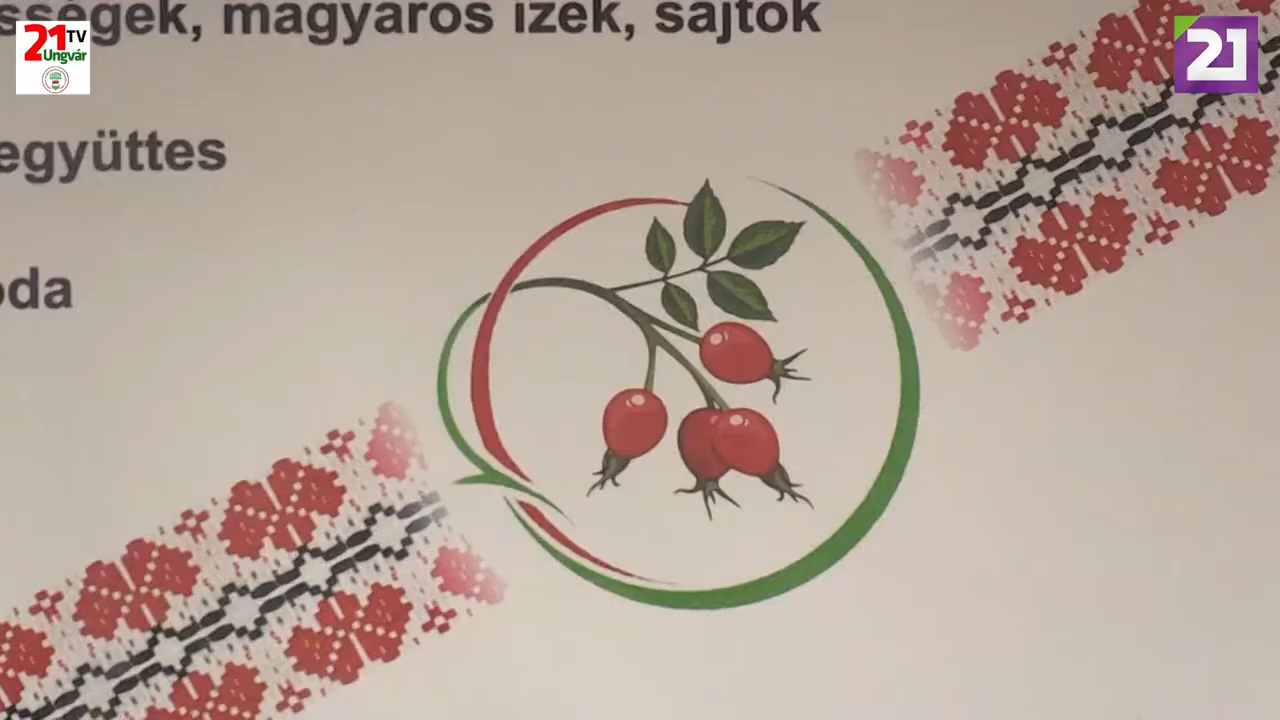 sségek, magyaros ízek, sajtok
együttes
oda
21 TV
Ungvár
21